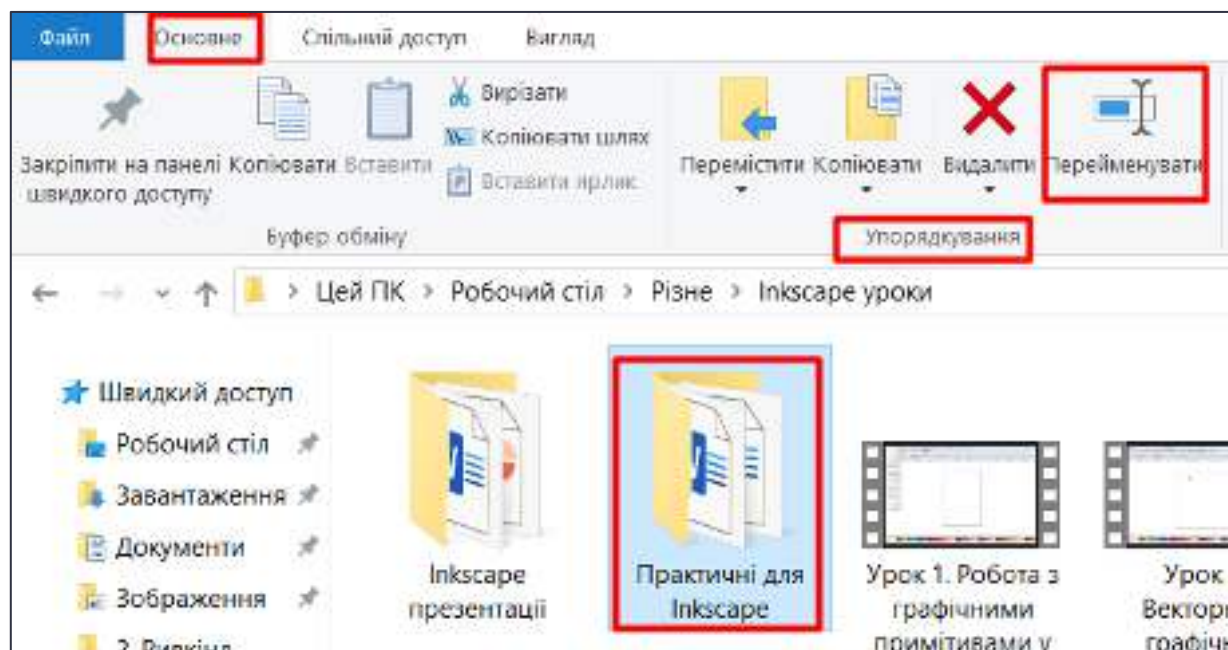 Файл Основне Спільний доступ Вигляд
Вирізати
Копіювати шлях
Вставити ярлик
Закріпити на панелі швидкого доступу
Копіювати
Вставити
Перемістити
Копіювати
Видалити
Перейменувати
Буфер обміну
Упорядкування
> Цей ПК > Робочий стіл > Різне > Inkscape уроки
Швидкий доступ
Робочий стіл
Завантаження
Документи
Зображення
Inkscape
презентації
Практичні для
Inkscape
Урок 1. Робота з
графічними
примітивами у
Урок